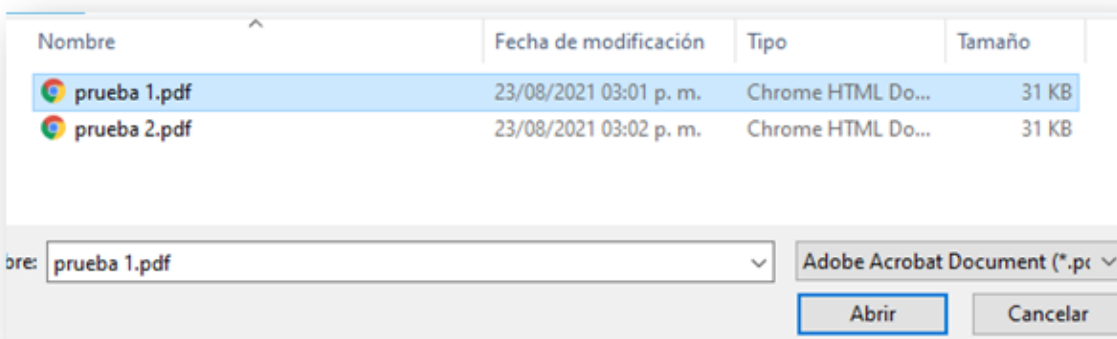 Nombre Fecha de modificación Tipo Tamaño
prueba 1.pdf 23/08/2021 03:01 p. m. Chrome HTML Do... 31 KB
prueba 2.pdf 23/08/2021 03:02 p. m. Chrome HTML Do... 31 KB
bre: prueba 1.pdf Adobe Acrobat Document (*.pd
Abrir Cancelar